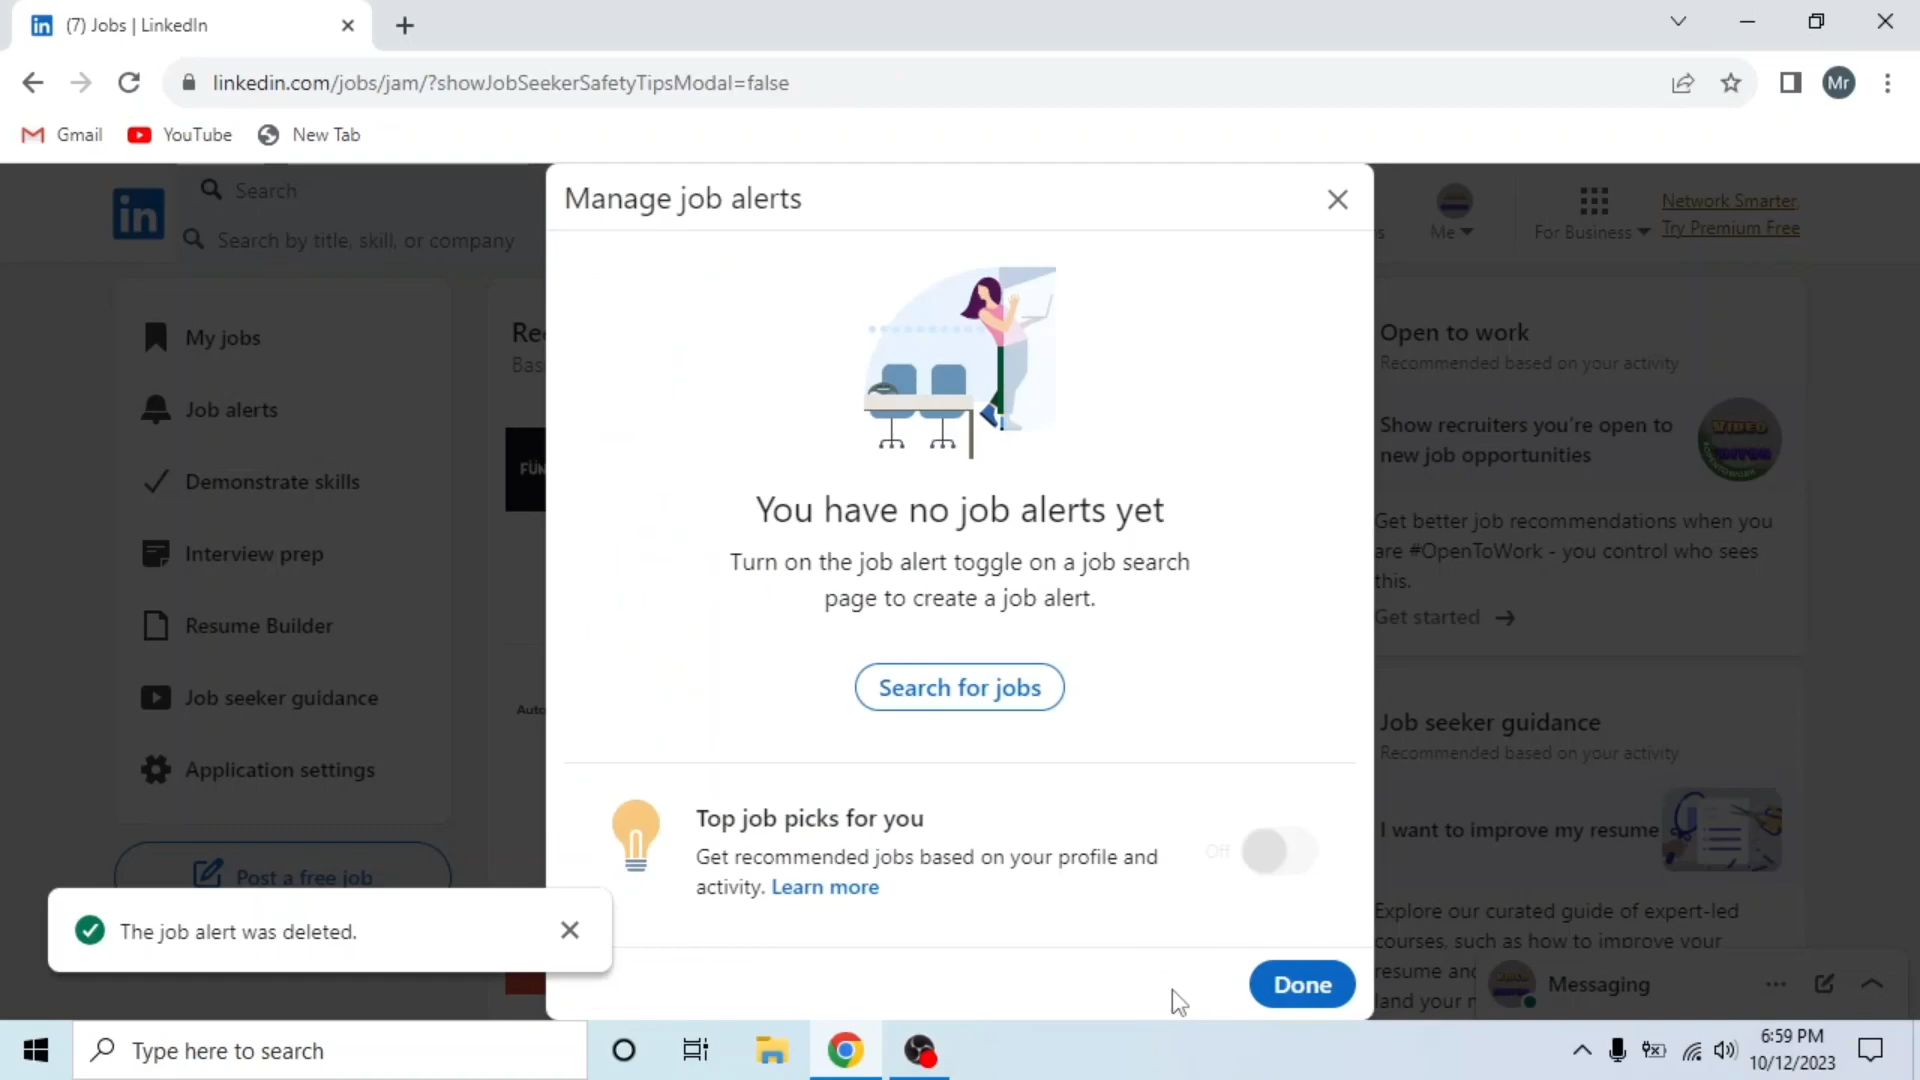 (7) Jobs | LinkedIn
linkedin.com/jobs/jam/?showJobSeekerSafetyTipsModal=false
Mr
Gmail
YouTube
New Tab
in
Search
Search by title, skill, or company
Me
For Business
Network Smarter,
Try Premium Free
My jobs
Job alerts
Demonstrate skills
Interview prep
Resume Builder
Job seeker guidance
Application settings
Post a free job
Manage job alerts
You have no job alerts yet
Turn on the job alert toggle on a job search
page to create a job alert.
Search for jobs
Top job picks for you
Get recommended jobs based on your profile and
activity. Learn more
Off
Done
Open to work
Recommended based on your activity
Show recruiters you're open to
new job opportunities
Get better job recommendations when you
are #OpenToWork - you control who sees
this.
Get started
Job seeker guidance
Recommended based on your activity
I want to improve my resume
Explore our curated guide of expert-led
courses, such as how to improve your
resume and
land your
Messaging
The job alert was deleted.
Type here to search
6:59 PM
10/12/2023